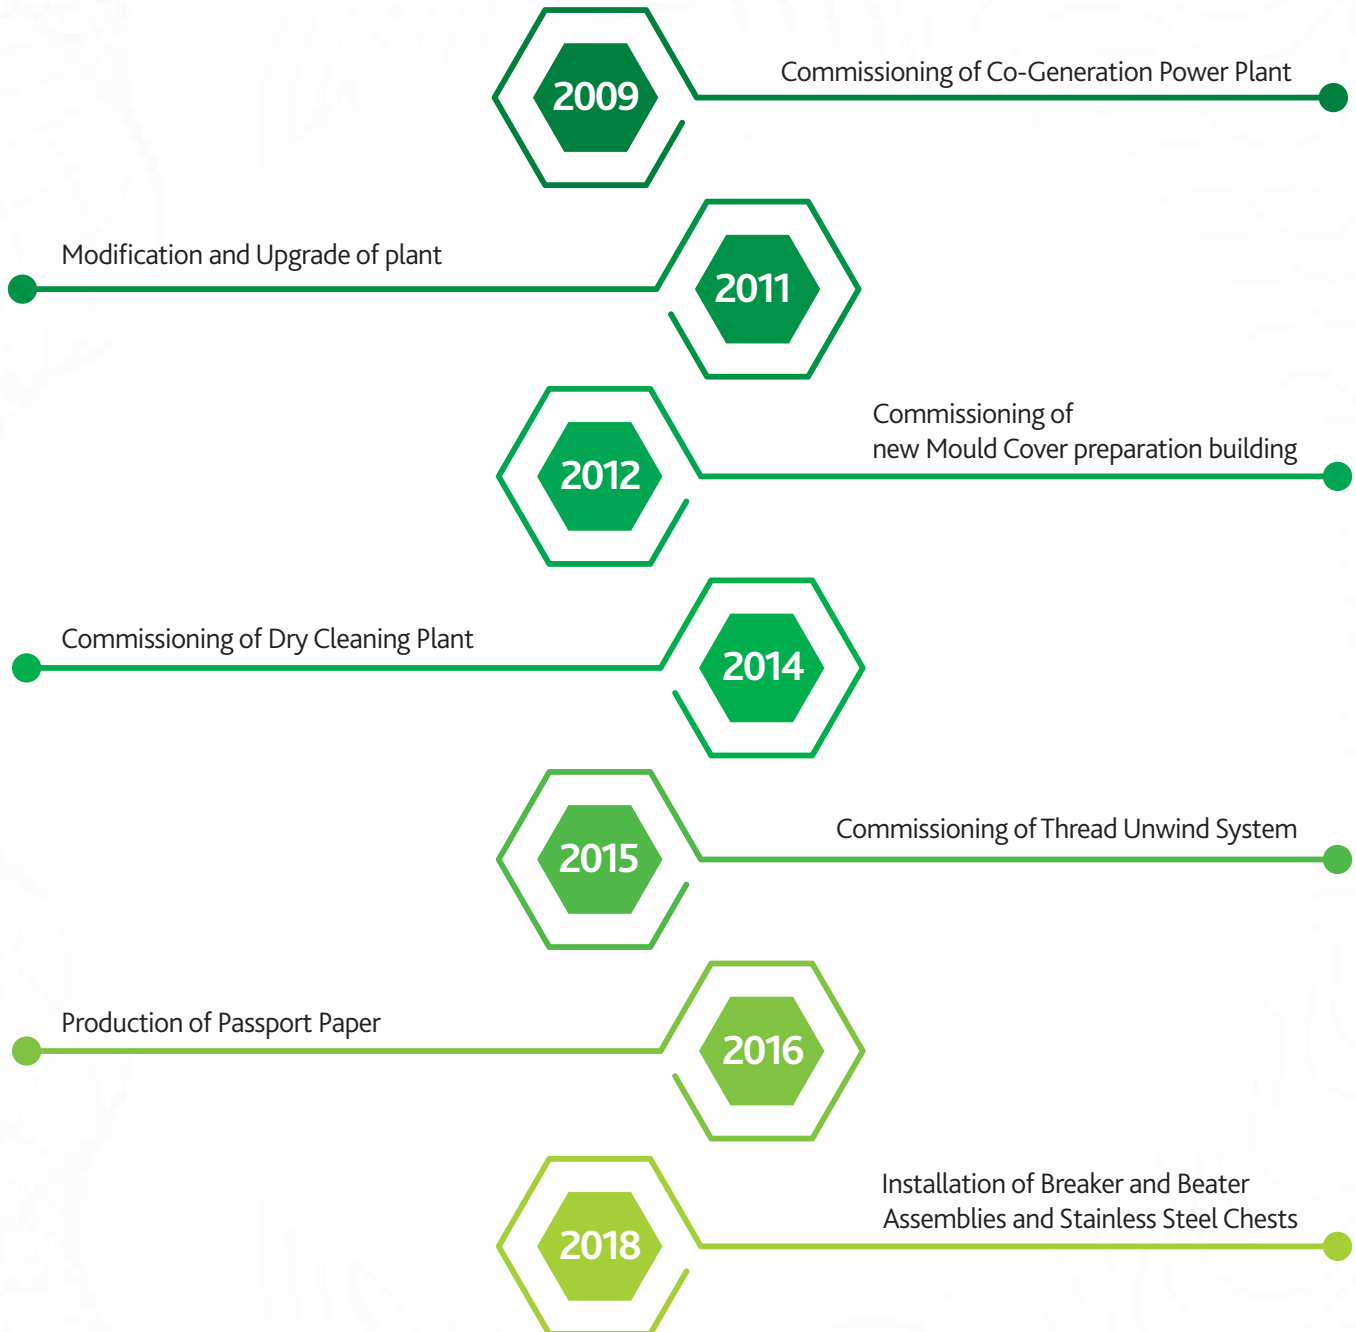 2009
Commissioning of Co-Generation Power Plant
Modification and Upgrade of plant
2011
2012
Commissioning of
new Mould Cover preparation building
Commissioning of Dry Cleaning Plant
2014
2015
Commissioning of Thread Unwind System
Production of Passport Paper
2016
2018
Installation of Breaker and Beater
Assemblies and Stainless Steel Chests